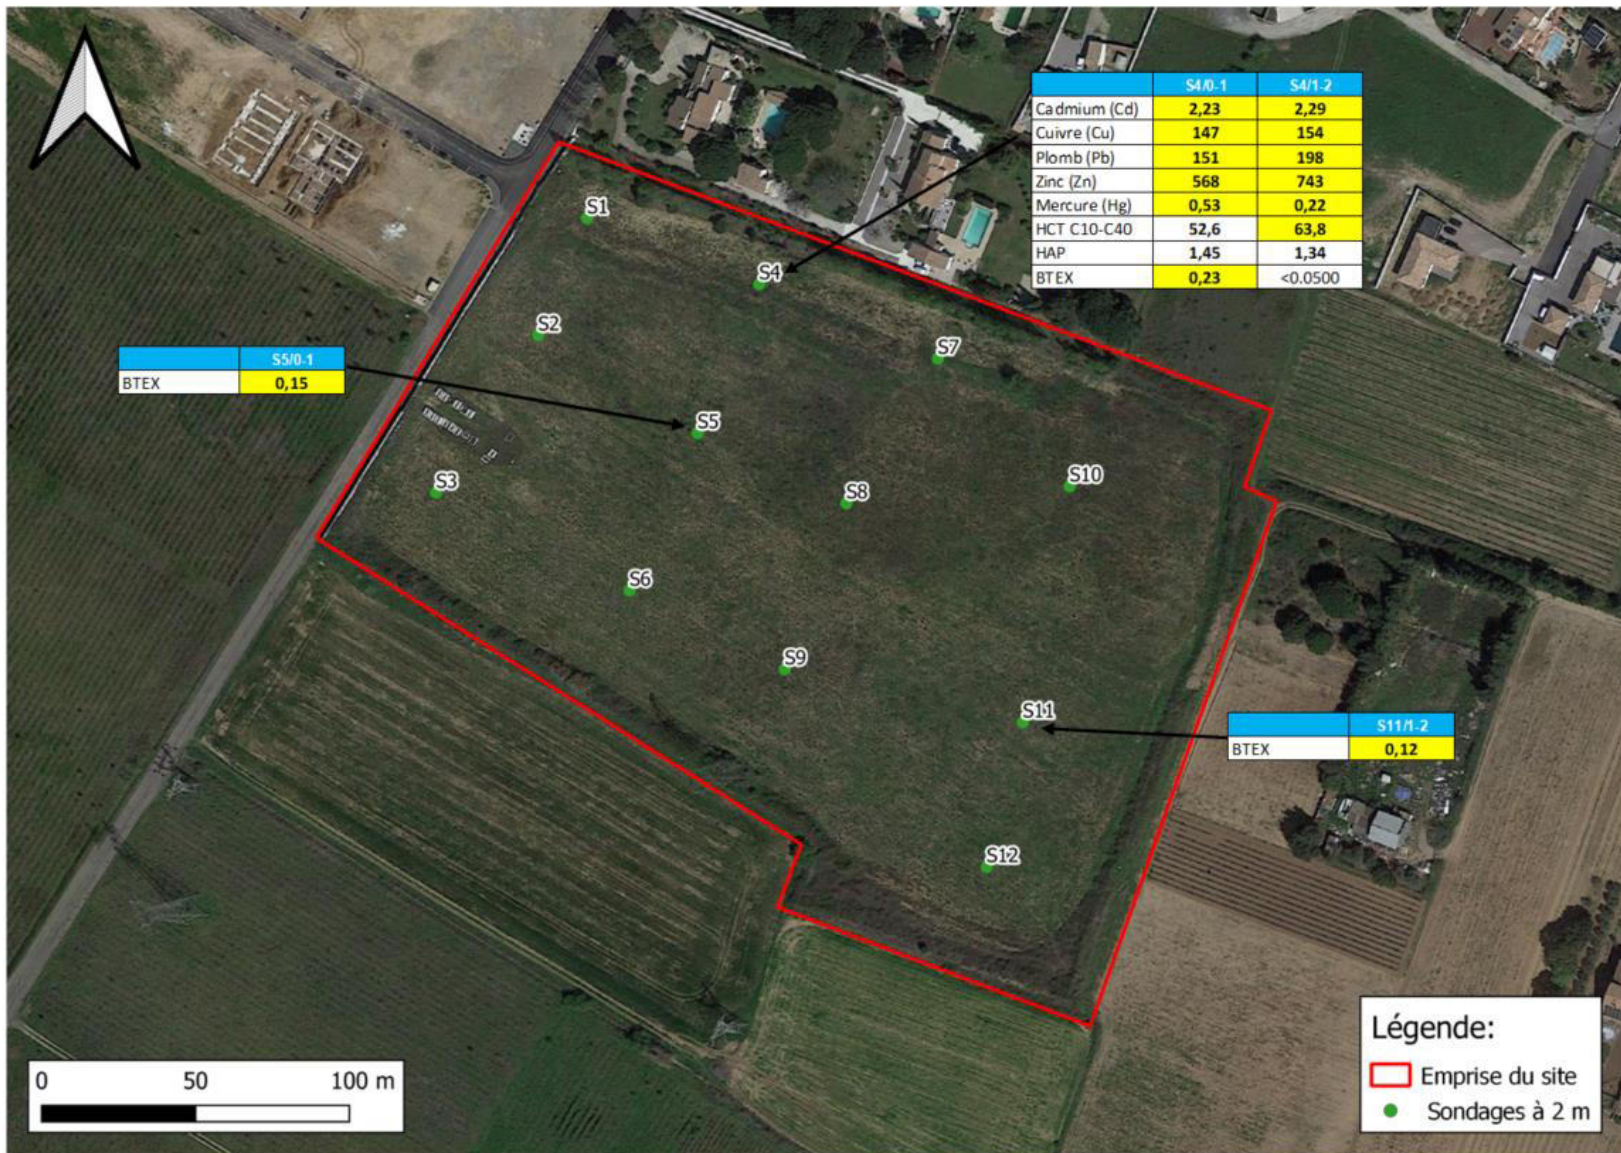 S4/0-1 S4/1-2
Cadmium (Cd) 2,23 2,29
Cuivre (Cu) 147 154
Plomb (Pb) 151 198
Zinc (Zn) 568 743
Mercure (Hg) 0,53 0,22
HCT C10-C40 52,6 63,8
HAP 1,45 1,34
BTEX 0,23 <0.0500
S1
S4
S2
S7
S5/0-1
BTEX 0,15
S5
S3
S8
S10
S6
S9
S11
S11/1-2
BTEX 0,12
S12
Légende:
Emprise du site
Sondages à 2 m
0 50 100 m